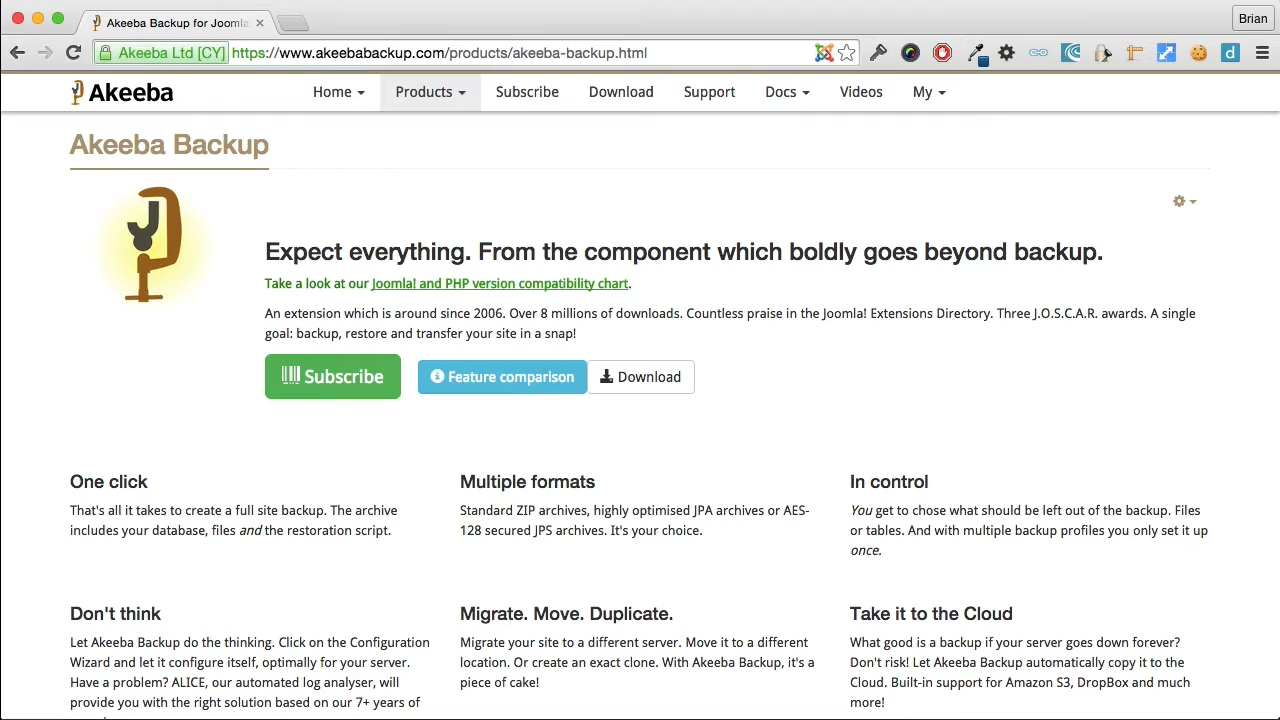 Akeeba Backup for Joomla
Brian
Akeeba Ltd [CY] https://www.akeebabackup.com/products/akeeba-backup.html
Akeeba
Home Products Subscribe Download Support Docs Videos My
Akeeba Backup
Expect everything. From the component which boldly goes beyond backup.
Take a look at our Joomla! and PHP version compatibility chart.
An extension which is around since 2006. Over 8 millions of downloads. Countless praise in the Joomla! Extensions Directory. Three J.O.S.C.A.R. awards. A single
goal: backup, restore and transfer your site in a snap!
Subscribe Feature comparison Download
One click
That's all it takes to create a full site backup. The archive
includes your database, files and the restoration script.
Multiple formats
Standard ZIP archives, highly optimised JPA archives or AES-
128 secured JPS archives. It's your choice.
In control
You get to chose what should be left out of the backup. Files
or tables. And with multiple backup profiles you only set it up
once.
Don't think
Let Akeeba Backup do the thinking. Click on the Configuration
Wizard and let it configure itself, optimally for your server.
Have a problem? ALICE, our automated log analyser, will
provide you with the right solution based on our 7+ years of
Migrate. Move. Duplicate.
Migrate your site to a different server. Move it to a different
location. Or create an exact clone. With Akeeba Backup, it's a
piece of cake!
Take it to the Cloud
What good is a backup if your server goes down forever?
Don't risk! Let Akeeba Backup automatically copy it to the
Cloud. Built-in support for Amazon S3, DropBox and much
more!